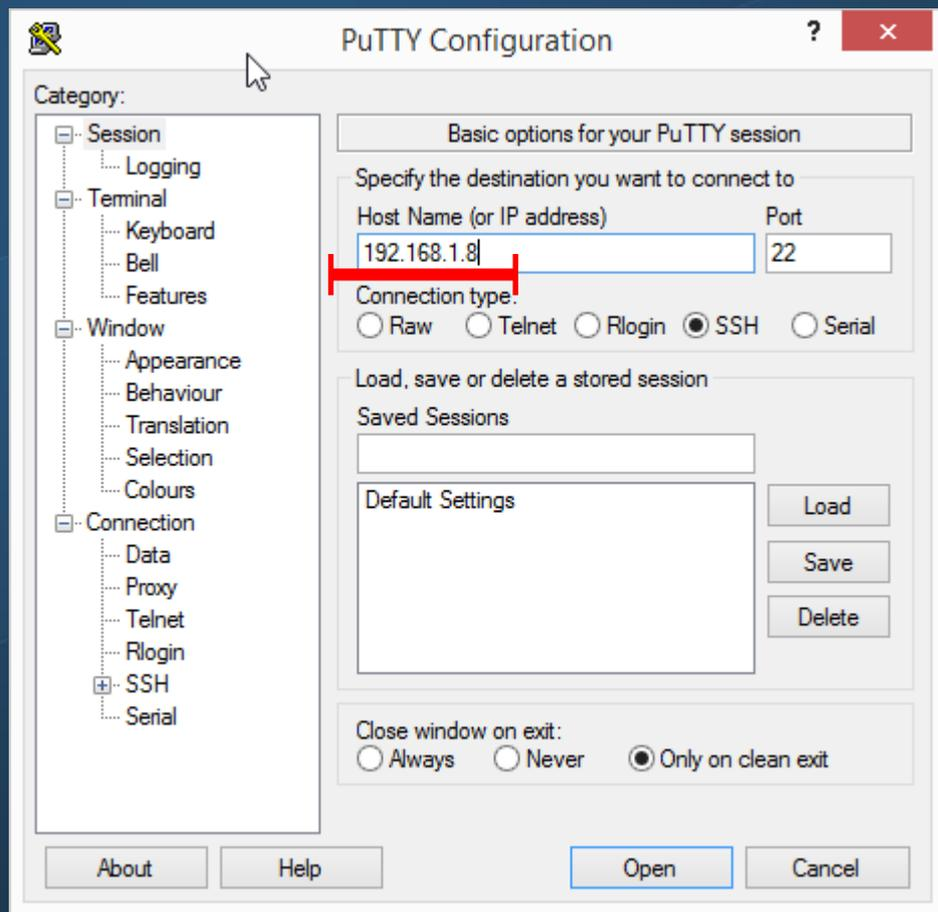 PuTTY Configuration
?
×
Category:
Session
Logging
Terminal
Keyboard
Bell
Features
Window
Appearance
Behaviour
Translation
Selection
Colours
Connection
Data
Proxy
Telnet
Rlogin
SSH
Serial
Basic options for your PuTTY session
Specify the destination you want to connect to
Host Name (or IP address) Port
192.168.1.8 22
Connection type:
Raw Telnet Rlogin SSH Serial
Load, save or delete a stored session
Saved Sessions
Default Settings
Load
Save
Delete
Close window on exit:
Always Never Only on clean exit
About Help Open Cancel